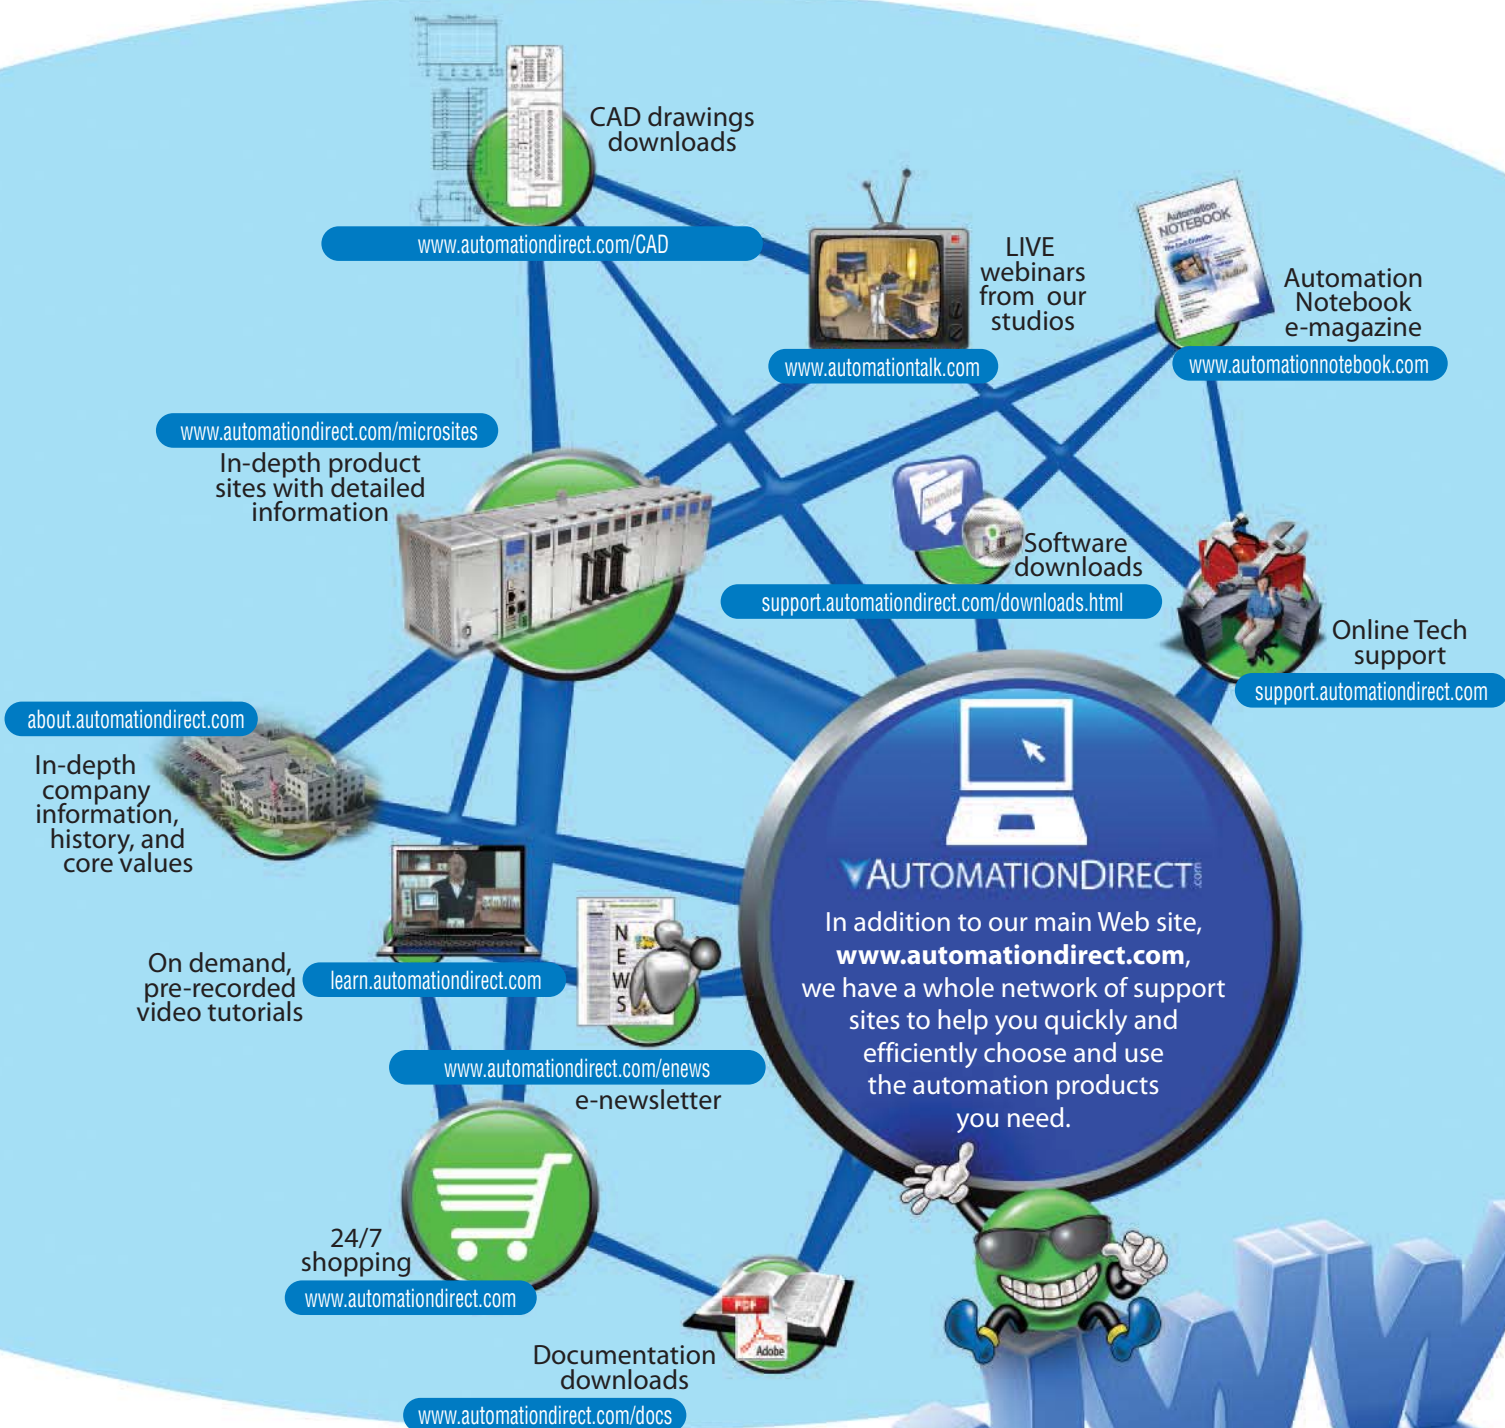 CAD drawings
downloads
www.automationdirect.com/CAD
LIVE
webinars
from our
studios
www.automationtalk.com
Automation
NOTEBOOK
Automation
Notebook
e-magazine
www.automationnotebook.com
www.automationdirect.com/microsites
In-depth product
sites with detailed
information
Download
Software
downloads
support.automationdirect.com/downloads.html
Online Tech
support
support.automationdirect.com
about.automationdirect.com
In-depth
company
information,
history, and
core values
On demand,
pre-recorded
video tutorials
learn.automationdirect.com
NEWS
www.automationdirect.com/enews
e-newsletter
AUTOMATIONDIRECT.com
In addition to our main Web site,
www.automationdirect.com,
we have a whole network of support
sites to help you quickly and
efficiently choose and use
the automation products
you need.
24/7
shopping
www.automationdirect.com
PDF
Adobe
Documentation
downloads
www.automationdirect.com/docs
WW